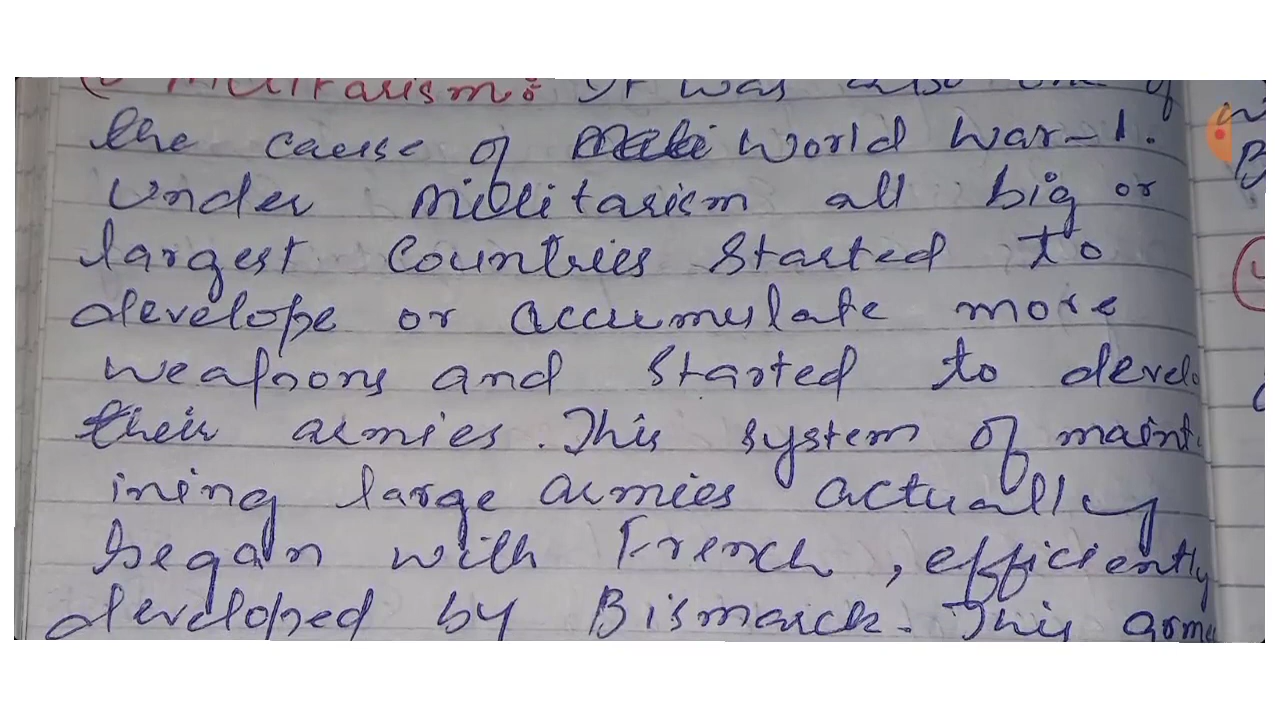 Militarism: It was also one of
the cause of World War-1.
Under Millitarism all big or
largest Countries Started to
develope or accumulate more
weapons and Started to develo
their armies. This system of maint
ining large armies actually
began with French, efficiently
developed by Bismarck. This arm